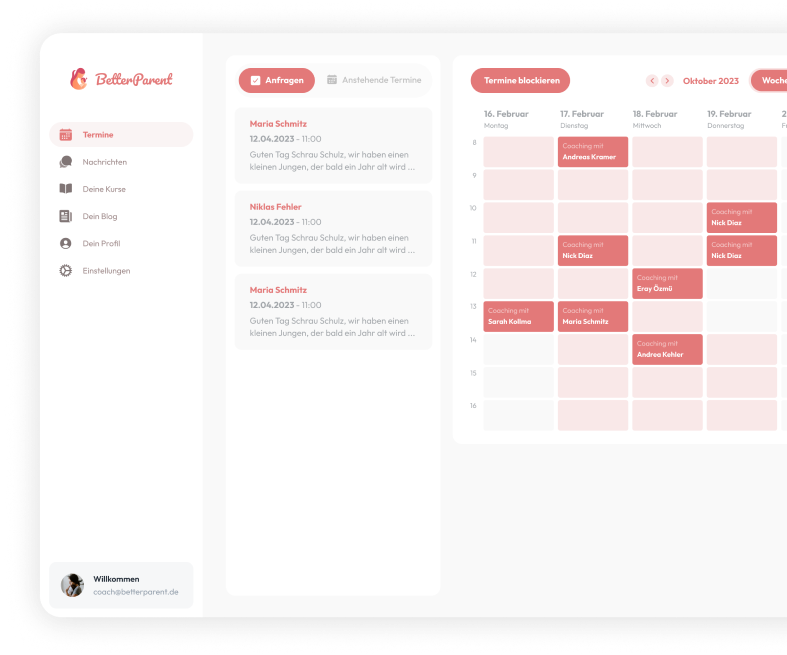 BetterParent
Termine
Nachrichten
Deine Kurse
Dein Blog
Dein Profil
Einstellungen
Willkommen
coach@betterparent.de
Anfragen
Anstehende Termine
Maria Schmitz
12.04.2023 - 11:00
Guten Tag Schrau Schulz, wir haben einen
kleinen Jungen, der bald ein Jahr alt wird ...
Niklas Fehler
12.04.2023 - 11:00
Guten Tag Schrau Schulz, wir haben einen
kleinen Jungen, der bald ein Jahr alt wird ...
Maria Schmitz
12.04.2023 - 11:00
Guten Tag Schrau Schulz, wir haben einen
kleinen Jungen, der bald ein Jahr alt wird ...
Termine blockieren
Oktober 2023
Woche
16. Februar
Montag
17. Februar
Dienstag
18. Februar
Mittwoch
19. Februar
Donnerstag
2
F
8
Coaching mit
Andreas Kramer
9
10
Coaching mit
Nick Diaz
11
Coaching mit
Nick Diaz
Coaching mit
Nick Diaz
12
Coaching mit
Eray Özmü
13
Coaching mit
Sarah Kollma
Coaching mit
Maria Schmitz
14
Coaching mit
Andrea Kehler
15
16